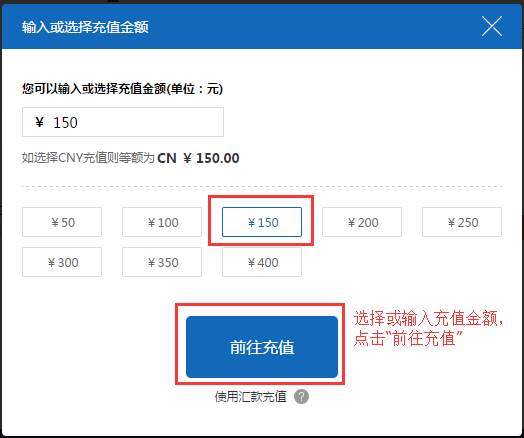 输入或选择充值金额
您可以输入或选择充值金额(单位：元)
¥ 150
如选择CNY充值则等额为 CN ¥ 150.00
¥50 ¥100 ¥150 ¥200 ¥250
¥300 ¥350 ¥400
前往充值
选择或输入充值金额，
点击“前往充值”
使用汇款充值 ?